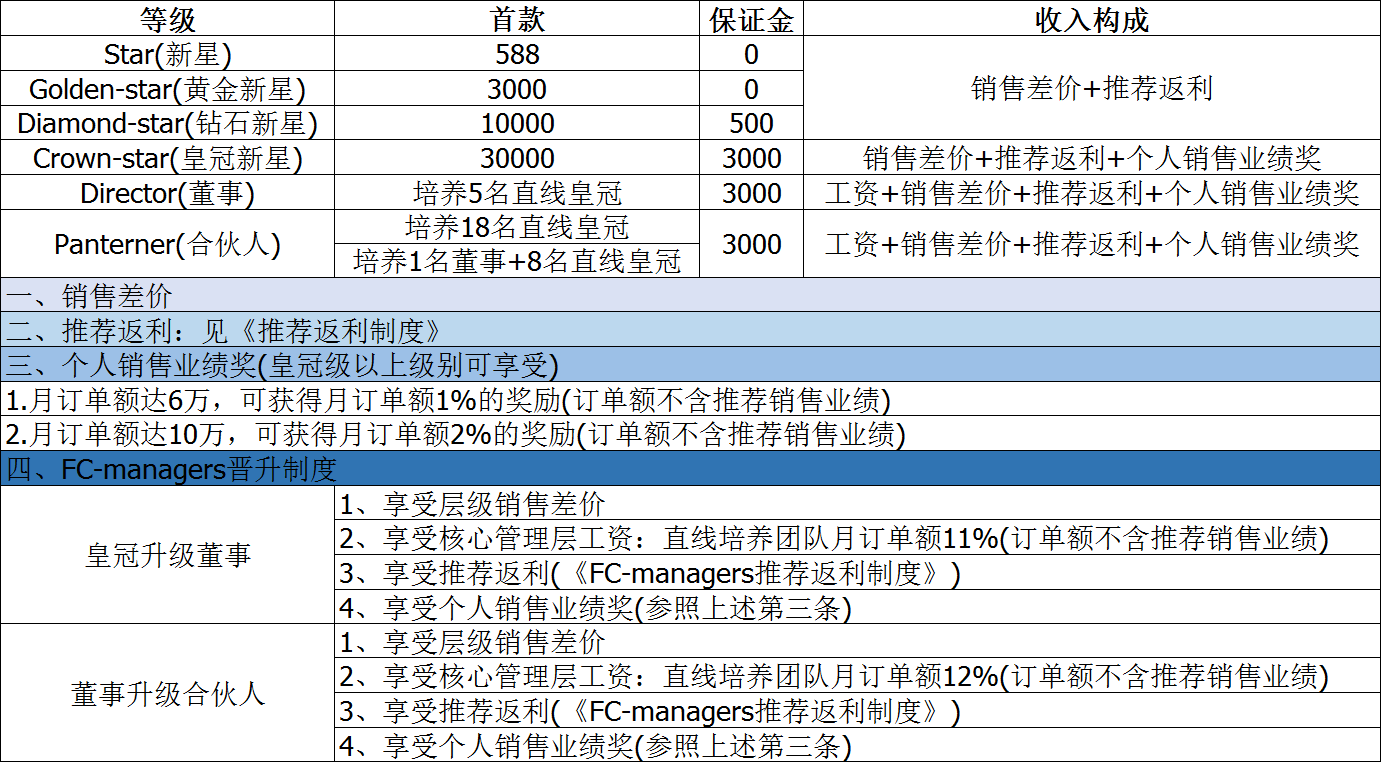 等级 首款 保证金 收入构成
Star(新星) 588 0 销售差价+推荐返利
Golden-star(黄金新星) 3000 0
Diamond-star(钻石新星) 10000 500
Crown-star(皇冠新星) 30000 3000 销售差价+推荐返利+个人销售业绩奖
Director(董事) 培养5名直线皇冠 3000 工资+销售差价+推荐返利+个人销售业绩奖
Panterner(合伙人) 培养18名直线皇冠 3000 工资+销售差价+推荐返利+个人销售业绩奖
培养1名董事+8名直线皇冠
一、销售差价
二、推荐返利：见《推荐返利制度》
三、个人销售业绩奖(皇冠级以上级别可享受)
1.月订单额达6万，可获得月订单额1%的奖励(订单额不含推荐销售业绩)
2.月订单额达10万，可获得月订单额2%的奖励(订单额不含推荐销售业绩)
四、FC-managers晋升制度
皇冠升级董事
1、享受层级销售差价
2、享受核心管理层工资：直线培养团队月订单额11%(订单额不含推荐销售业绩)
3、享受推荐返利(《FC-managers推荐返利制度》)
4、享受个人销售业绩奖(参照上述第三条)
董事升级合伙人
1、享受层级销售差价
2、享受核心管理层工资：直线培养团队月订单额12%(订单额不含推荐销售业绩)
3、享受推荐返利(《FC-managers推荐返利制度》)
4、享受个人销售业绩奖(参照上述第三条)